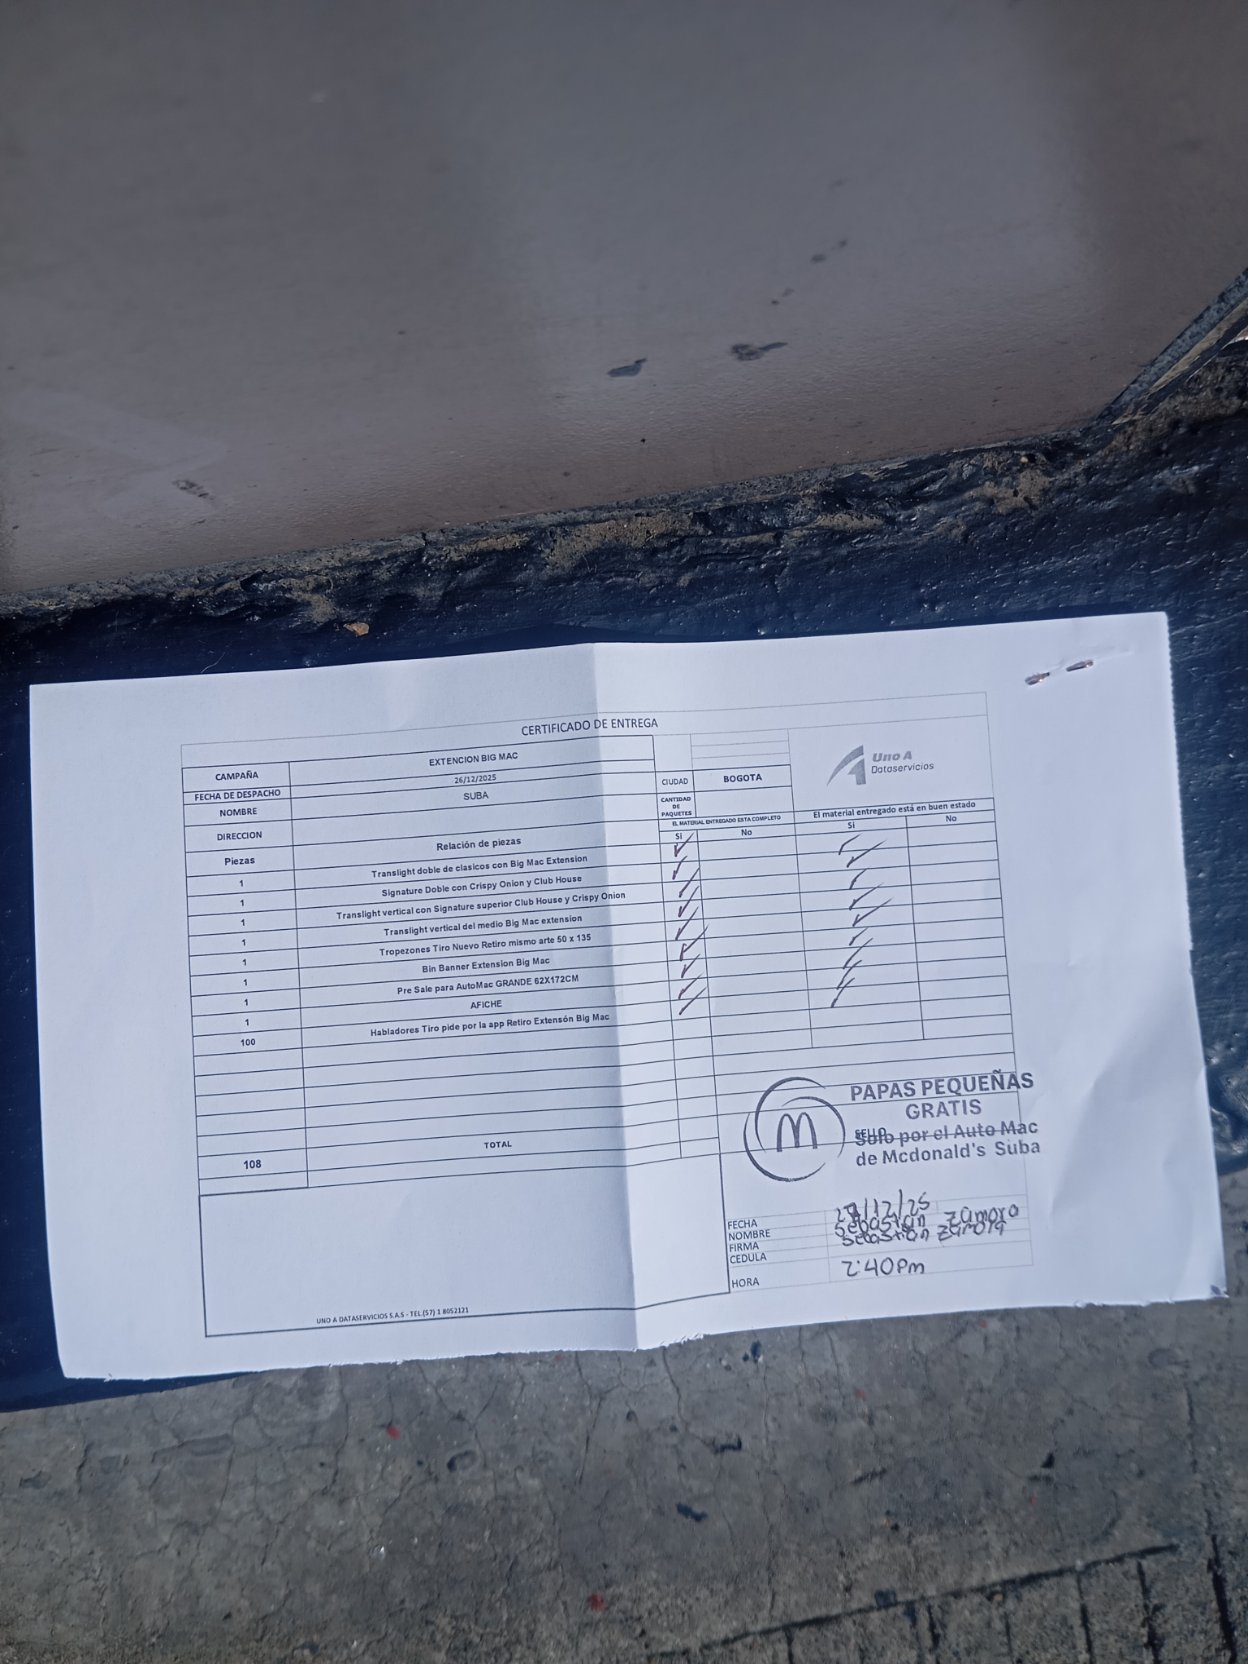 CERTIFICADO DE ENTREGA
CAMPAÑA EXTENCION BIG MAC
FECHA DE DESPACHO 26/12/2025
NOMBRE SUBA
CIUDAD BOGOTA
Uno A
Dataservicios
CANTIDAD
DE
PAQUETES
DIRECCION
EL MATERIAL ENTREGADO ESTA COMPLETO El material entregado está en buen estado
Piezas Relación de piezas Si No Si No
1 Translight doble de clasicos con Big Mac Extension
1 Signature Doble con Crispy Onion y Club House
1 Translight vertical con Signature superior Club House y Crispy Onion
1 Translight vertical del medio Big Mac extension
1 Tropezones Tiro Nuevo Retiro mismo arte 50 x 135
1 Bin Banner Extension Big Mac
1 Pre Sale para AutoMac GRANDE 62X172CM
1 AFICHE
100 Habladores Tiro pide por la app Retiro Extensón Big Mac
TOTAL
108
PAPAS PEQUEÑAS
GRATIS
SELLO
Solo por el Auto Mac
de Mcdonald's Suba
FECHA 27/12/25
NOMBRE Sebastian Zamora
FIRMA Sebastian Zamora
CEDULA
HORA 2:40pm
UNO A DATASERVICIOS S.A.S - TEL.(57) 1 8052121